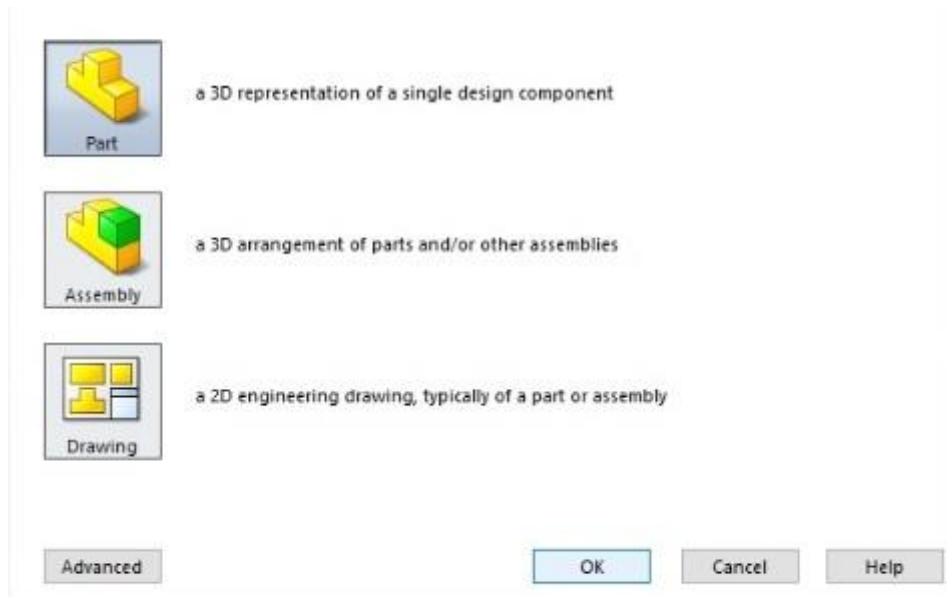 a 3D representation of a single design component
Part
a 3D arrangement of parts and/or other assemblies
Assembly
a 2D engineering drawing, typically of a part or assembly
Drawing
Advanced OK Cancel Help